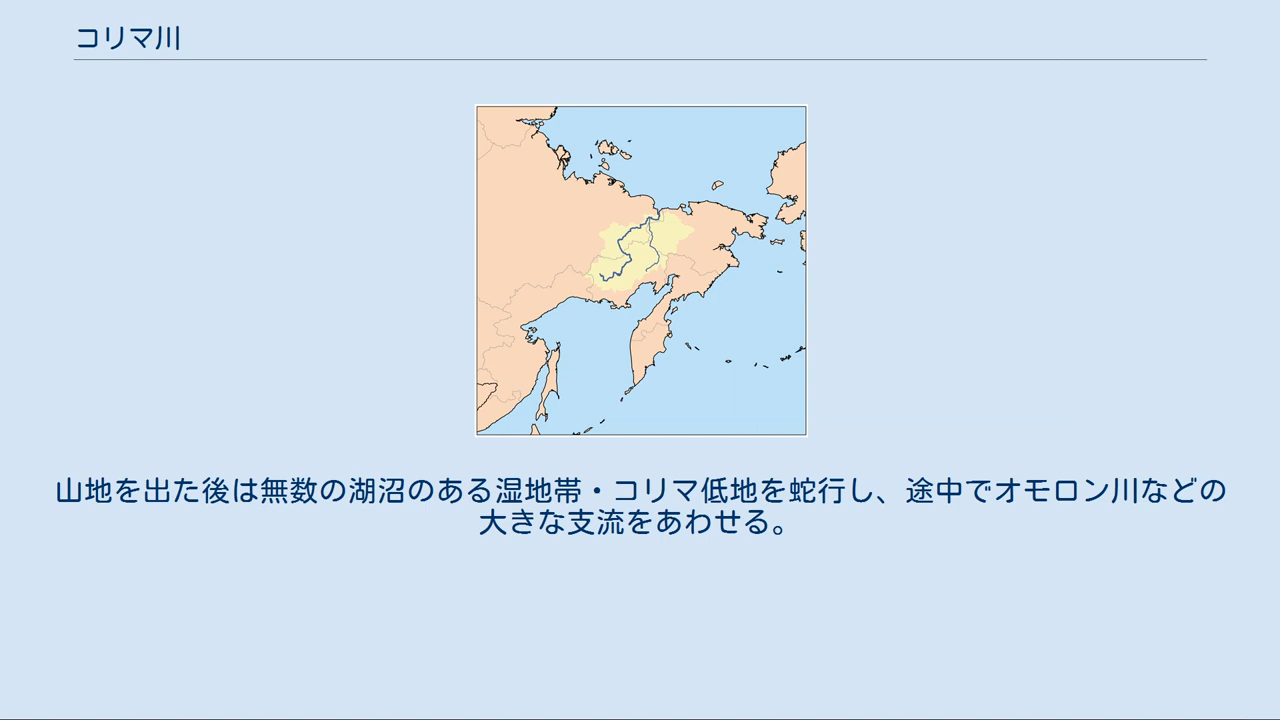 コリマ川
山地を出た後は無数の湖沼のある湿地帯・コリマ低地を蛇行し、途中でオモロン川などの
大きな支流をあわせる。